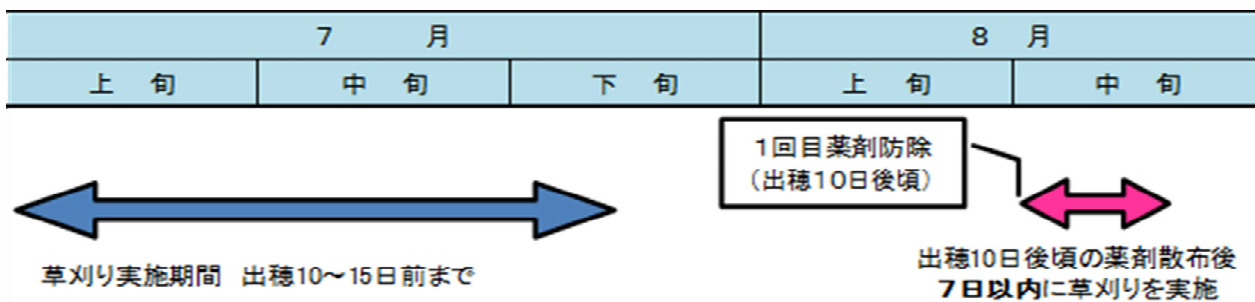 ７　月　８　月
上　旬　中　旬　下　旬　上　旬　中　旬
１回目薬剤防除
（出穂１０日後頃）
草刈り実施期間　出穂10～15日前まで
出穂10日後頃の薬剤散布後
７日以内に草刈りを実施